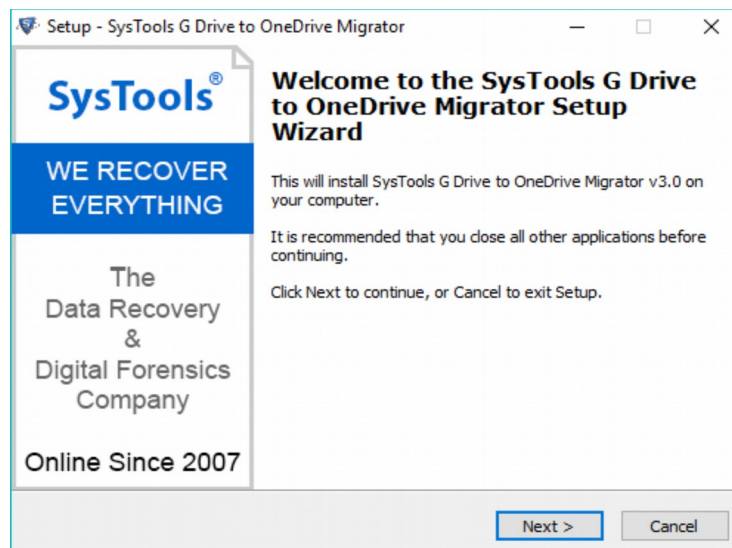 Setup - SysTools G Drive to OneDrive Migrator
SysTools®
WE RECOVER
EVERYTHING
The
Data Recovery
&
Digital Forensics
Company
Online Since 2007
Welcome to the SysTools G Drive
to OneDrive Migrator Setup
Wizard
This will install SysTools G Drive to OneDrive Migrator v3.0 on
your computer.
It is recommended that you close all other applications before
continuing.
Click Next to continue, or Cancel to exit Setup.
Next >
Cancel